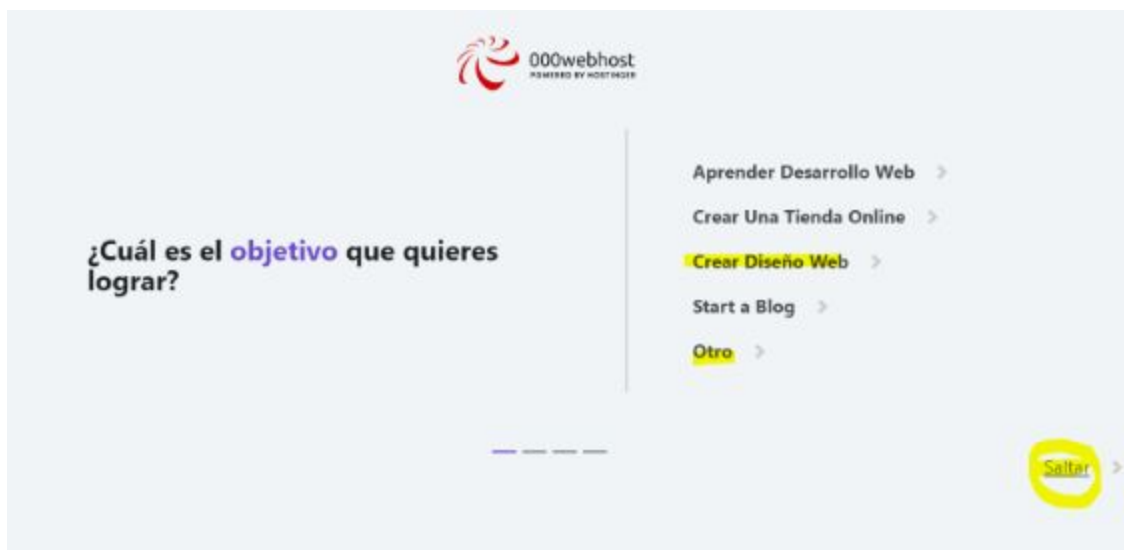 000webhost
POWERED BY HOSTINGER
¿Cuál es el objetivo que quieres
lograr?
Aprender Desarrollo Web
Crear Una Tienda Online
Crear Diseño Web
Start a Blog
Otro
Saltar